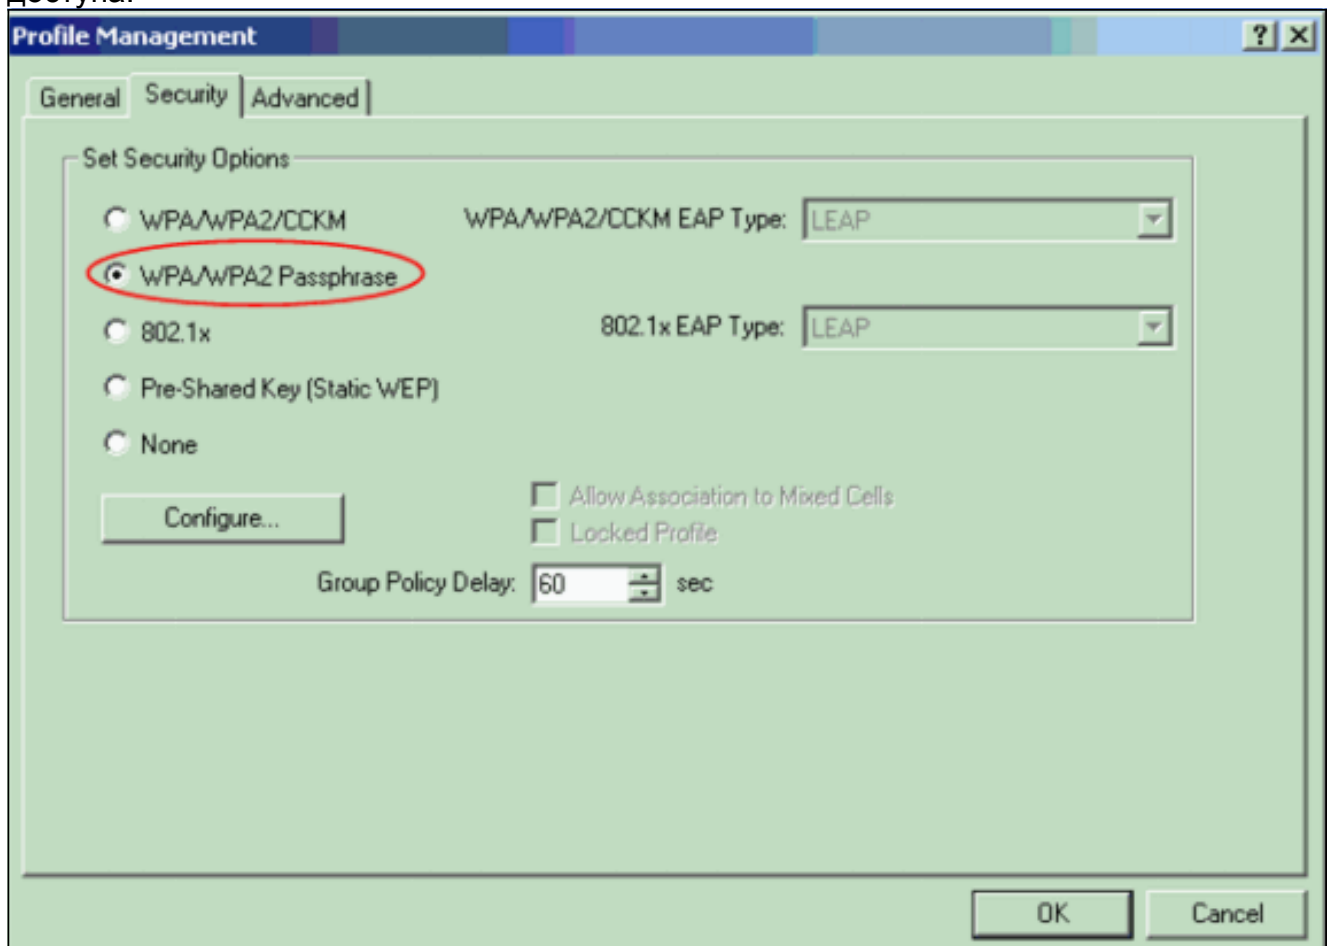 доступа.
Profile Management
General Security Advanced
Set Security Options
WPA/WPA2/CCKM WPA/WPA2/CCKM EAP Type: LEAP
WPA/WPA2 Passphrase
802.1x 802.1x EAP Type: LEAP
Pre-Shared Key (Static WEP)
None
Configure... Allow Association to Mixed Cells
Locked Profile
Group Policy Delay: 60 sec
OK Cancel